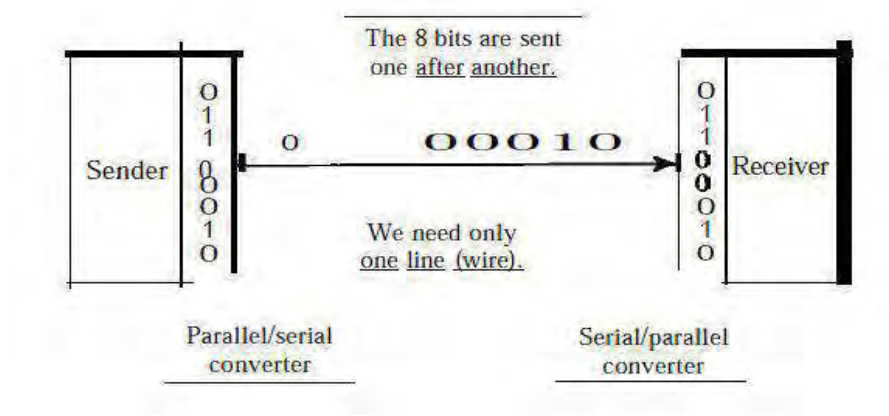 The 8 bits are sent
one after another.
0
1
1
0
0
0
1
0
Sender
0 00010
0
1
1
0
0
0
1
0
Receiver
We need only
one line (wire).
Parallel/serial
converter
Serial/parallel
converter